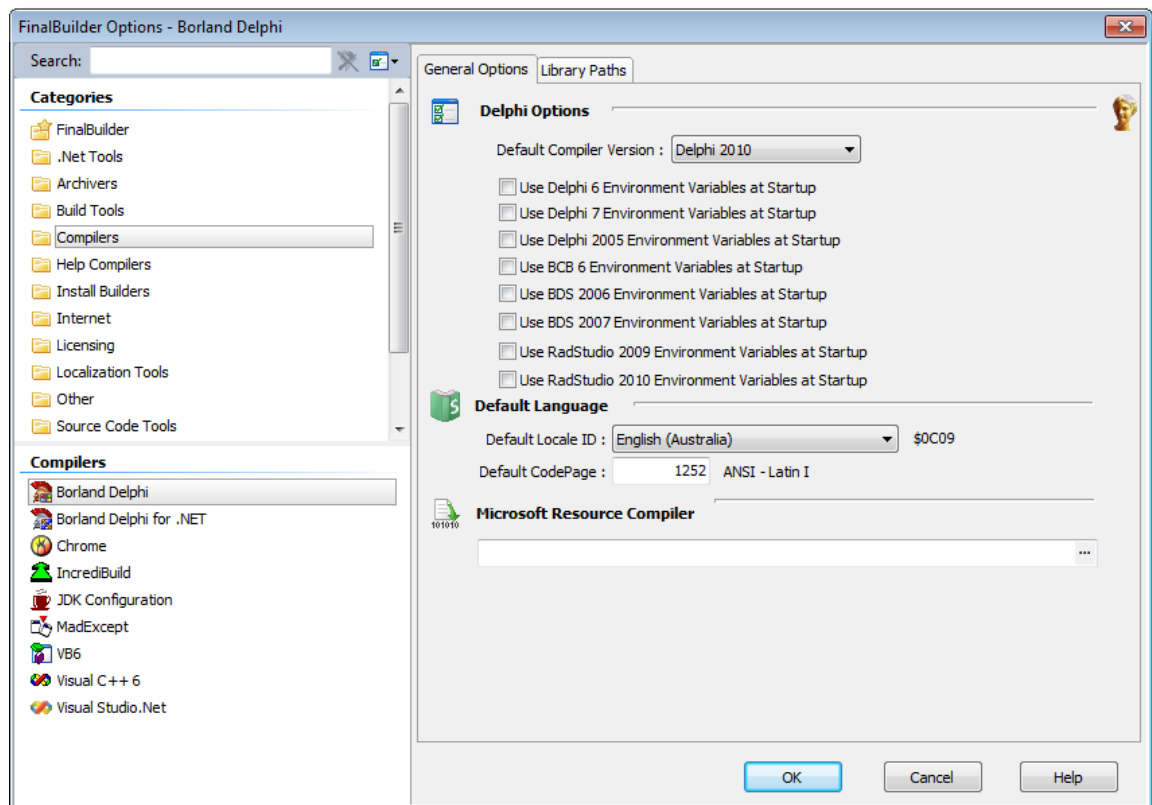 FinalBuilder Options - Borland Delphi
Search:
Categories
FinalBuilder
.Net Tools
Archivers
Build Tools
Compilers
Help Compilers
Install Builders
Internet
Licensing
Localization Tools
Other
Source Code Tools
Compilers
Borland Delphi
Borland Delphi for .NET
Chrome
IncrediBuild
JDK Configuration
MadExcept
VB6
Visual C++ 6
Visual Studio.Net
General Options
Library Paths
Delphi Options
Default Compiler Version : Delphi 2010
Use Delphi 6 Environment Variables at Startup
Use Delphi 7 Environment Variables at Startup
Use Delphi 2005 Environment Variables at Startup
Use BCB 6 Environment Variables at Startup
Use BDS 2006 Environment Variables at Startup
Use BDS 2007 Environment Variables at Startup
Use RadStudio 2009 Environment Variables at Startup
Use RadStudio 2010 Environment Variables at Startup
Default Language
Default Locale ID : English (Australia) $0C09
Default CodePage : 1252 ANSI - Latin I
101010
Microsoft Resource Compiler
...
OK
Cancel
Help